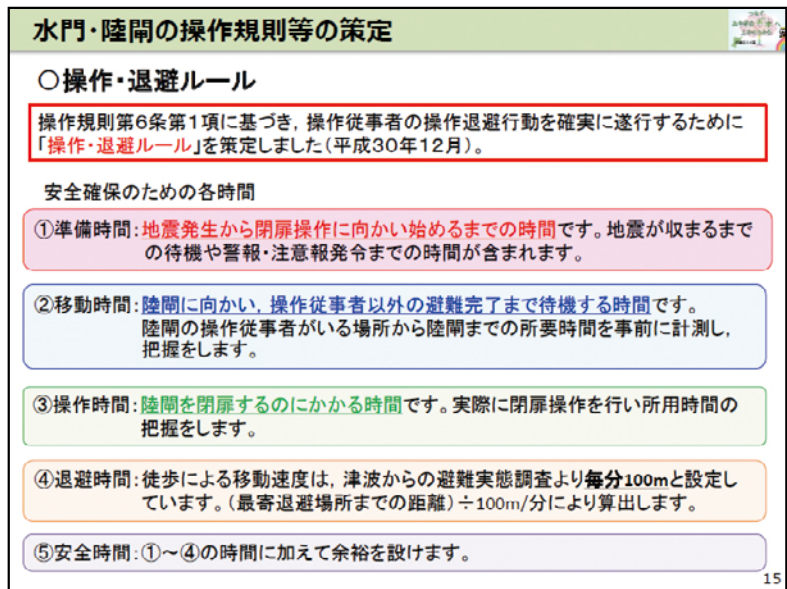 水門・陸閘の操作規則等の策定
○操作・退避ルール
操作規則第6条第1項に基づき，操作従事者の操作退避行動を確実に遂行するために
「操作・退避ルール」を策定しました(平成30年12月)。
安全確保のための各時間
①準備時間：地震発生から閉扉操作に向かい始めるまでの時間です。地震が収まるまで
の待機や警報・注意報発令までの時間が含まれます。
②移動時間：陸閘に向かい，操作従事者以外の避難完了まで待機する時間です。
陸閘の操作従事者がいる場所から陸閘までの所要時間を事前に計測し，
把握をします。
③操作時間：陸閘を閉扉するのにかかる時間です。実際に閉扉操作を行い所用時間の
把握をします。
④退避時間：徒歩による移動速度は，津波からの避難実態調査より毎分100mと設定し
ています。(最寄退避場所までの距離)÷100m/分により算出します。
⑤安全時間：①～④の時間に加えて余裕を設けます。
15